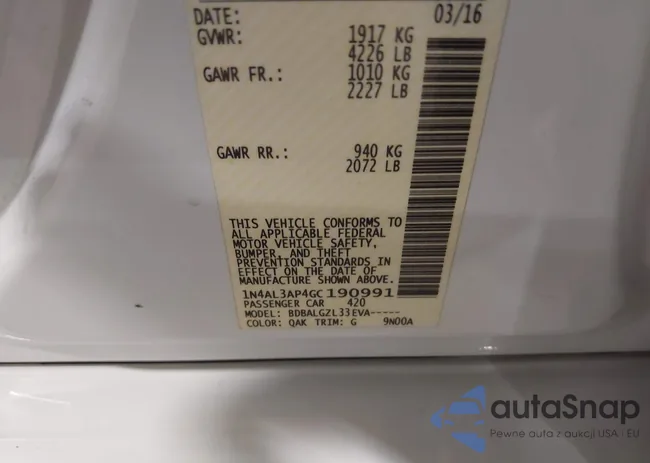 DATE: 03/16
GVWR: 1917 KG
4226 LB
GAWR FR.: 1010 KG
2227 LB
GAWR RR.: 940 KG
2072 LB
THIS VEHICLE CONFORMS TO
ALL APPLICABLE FEDERAL
MOTOR VEHICLE SAFETY,
BUMPER, AND THEFT
PREVENTION STANDARDS IN
EFFECT ON THE DATE OF
MANUFACTURE SHOWN ABOVE.
1N4AL3AP4GC190991
PASSENGER CAR 420
MODEL: BDBALGZL33EVA-----
COLOR: QAK TRIM: G 9N00A
autaSnap
Pewne auta z aukcji USA i EU